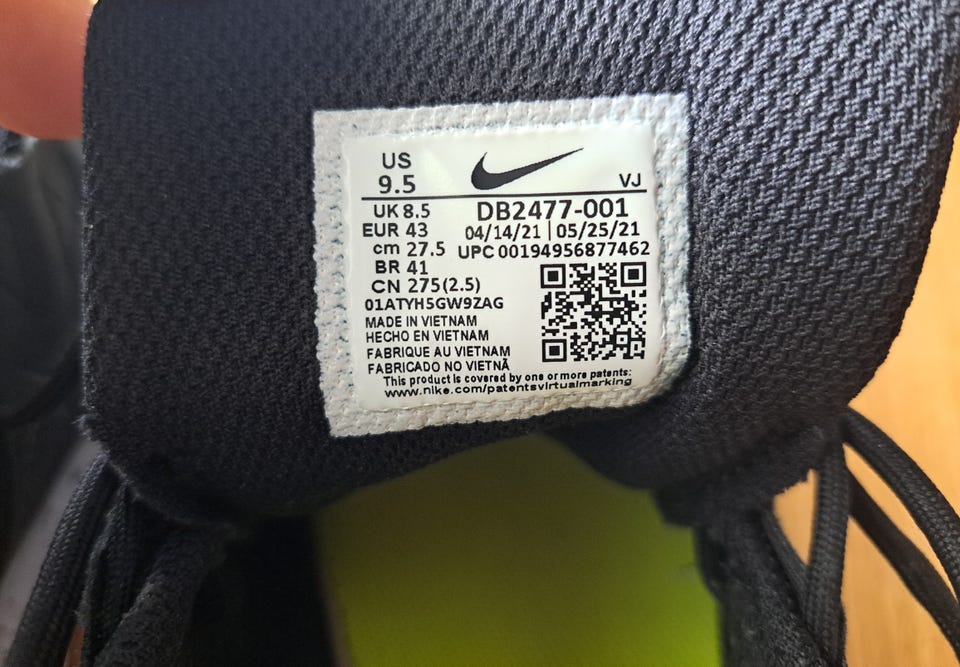 US
9.5
VJ
UK 8.5
DB2477-001
EUR 43
04/14/21 | 05/25/21
cm 27.5
UPC 00194956877462
BR 41
CN 275(2.5)
01ATYH5GW9ZAG
MADE IN VIETNAM
HECHO EN VIETNAM
FABRIQUE AU VIETNAM
FABRICADO NO VIETNÃ
This product is covered by one or more patents:
www.nike.com/patentsvirtualmarking